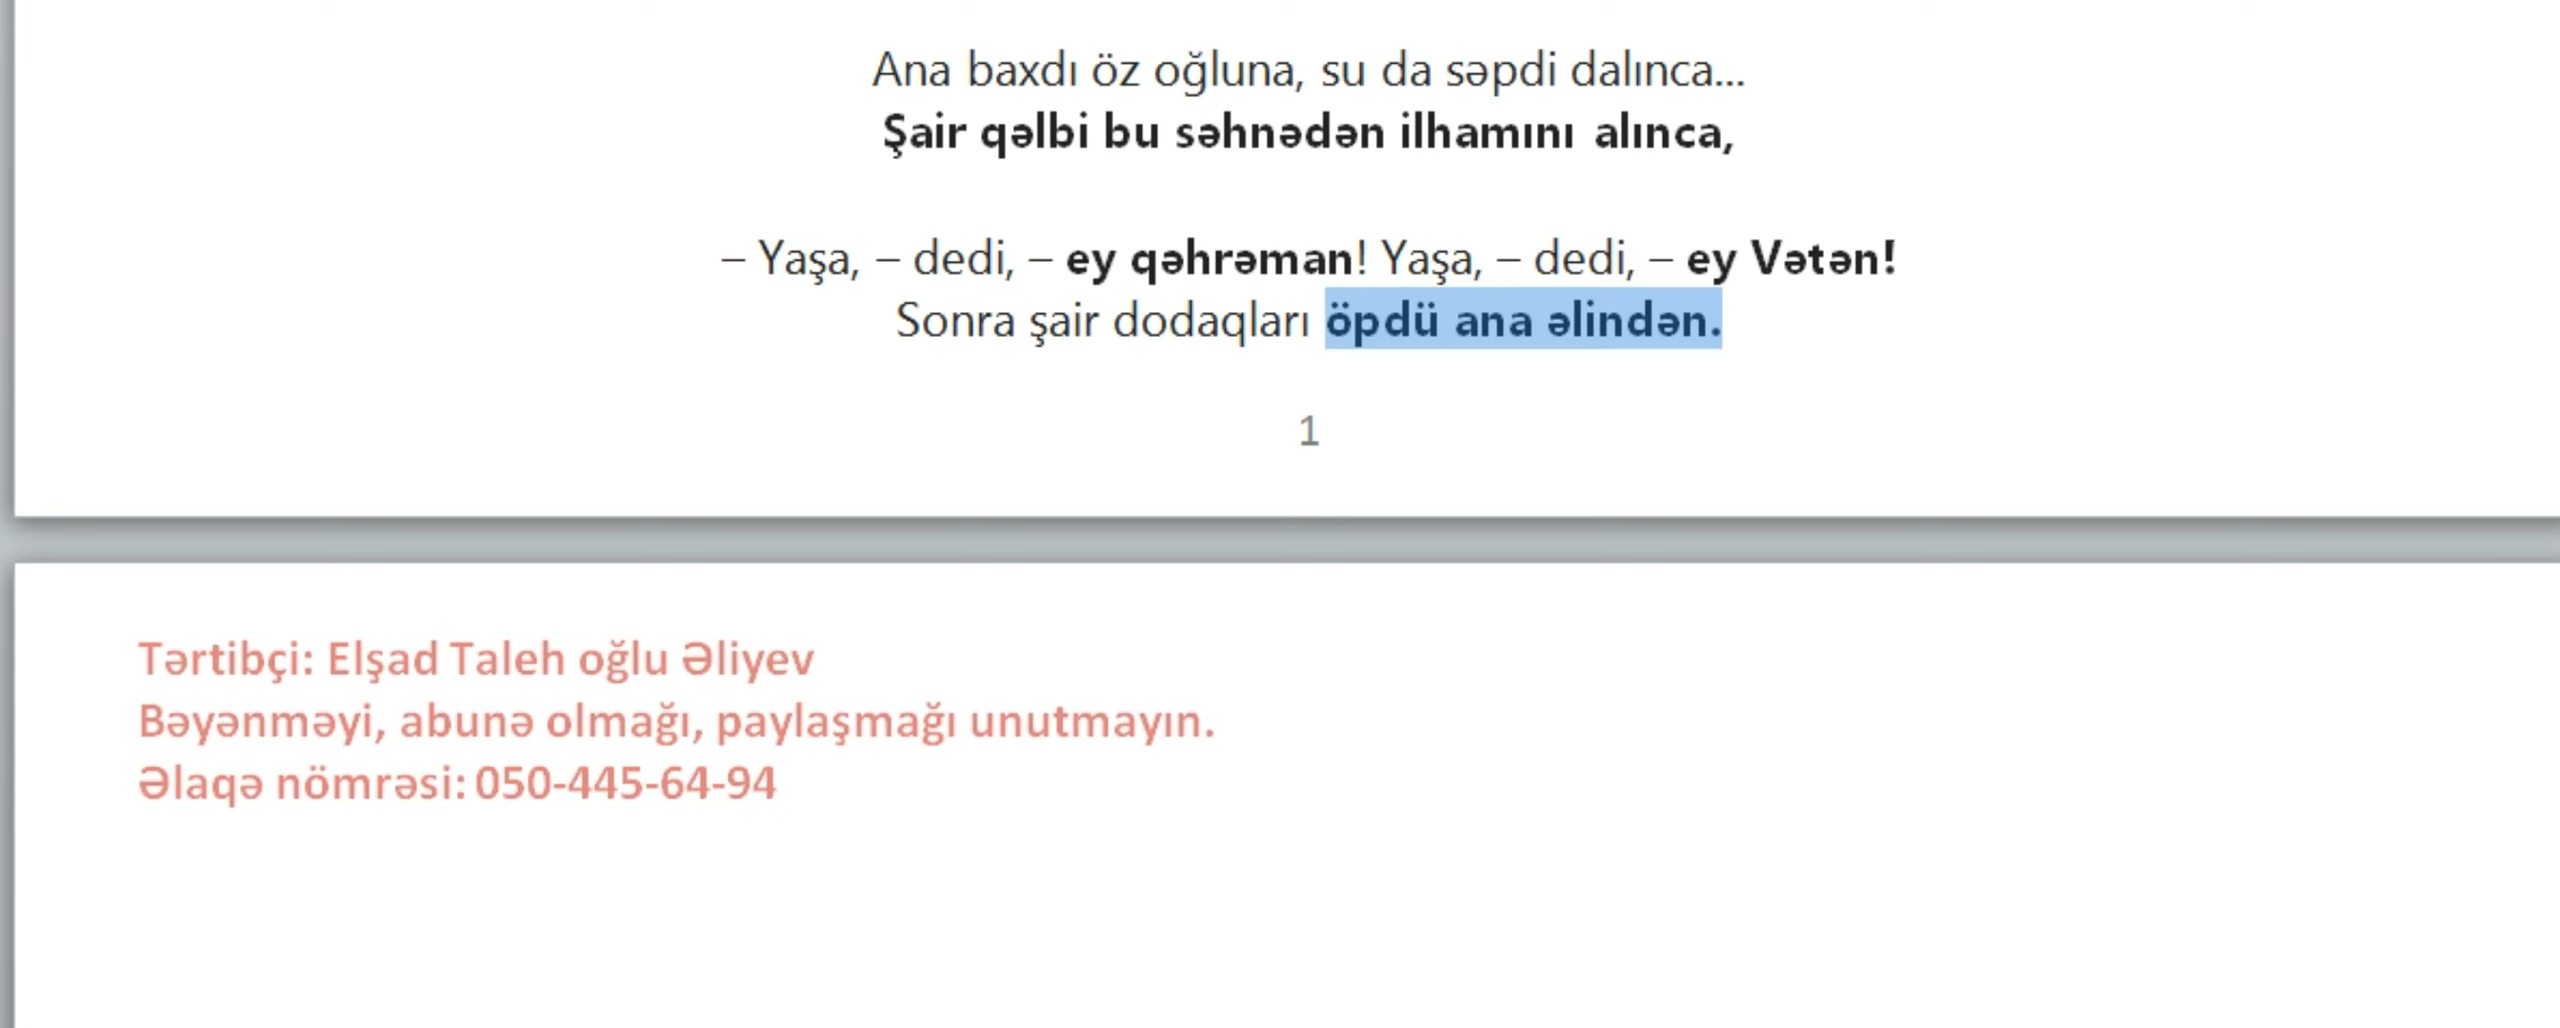 Ana baxdı öz oğluna, su da səpdi dalınca...
Şair qəlbi bu səhnədən ilhamını alınca,
– Yaşa, – dedi, – ey qəhrəman! Yaşa, – dedi, – ey Vətən!
Sonra şair dodaqları öpdü ana əlindən.
1
Tərtibçi: Elşad Taleh oğlu Əliyev
Bəyənməyi, abunə olmağı, paylaşmağı unutmayın.
Əlaqə nömrəsi: 050-445-64-94